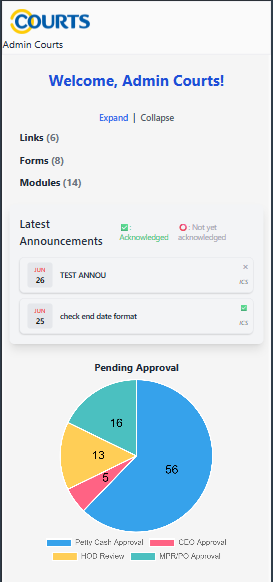 COURTS
Admin Courts
Welcome, Admin Courts!
Expand | Collapse
Links (6)
Forms (8)
Modules (14)
Latest Announcements
: Acknowledged
: Not yet acknowledged
JUN
26
TEST ANNOU
ICS
JUN
25
check end date format
ICS
Pending Approval
16
13
5
56
Petty Cash Approval
CEO Approval
HOD Review
MPR/PO Approval